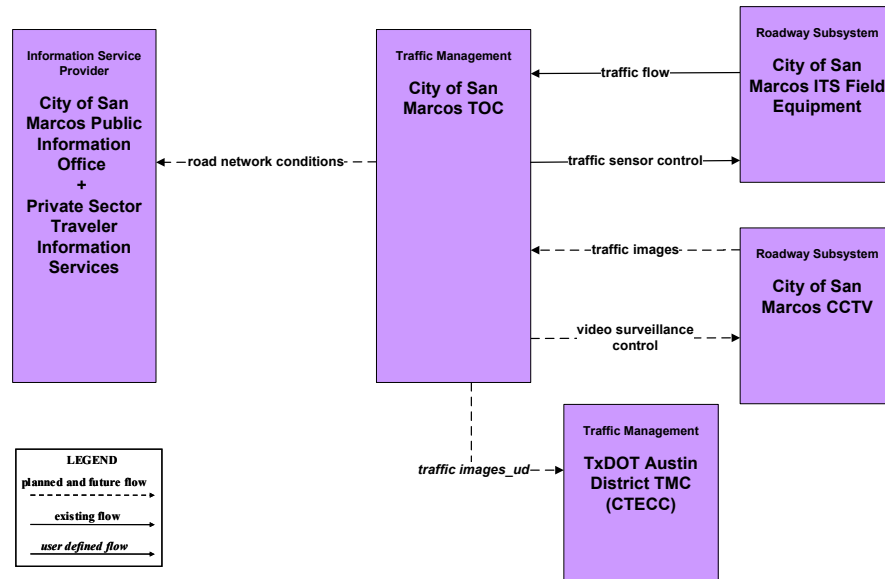 Information Service
Provider
City of San
Marcos Public
Information
Office
+
Private Sector
Traveler
Information
Services
road network conditions
Traffic Management
City of San
Marcos TOC
traffic flow
traffic sensor control
traffic images
video surveillance
control
Roadway Subsystem
City of San
Marcos ITS Field
Equipment
Roadway Subsystem
City of San
Marcos CCTV
traffic images_ud
Traffic Management
TxDOT Austin
District TMC
(CTECC)
LEGEND
planned and future flow
existing flow
user defined flow